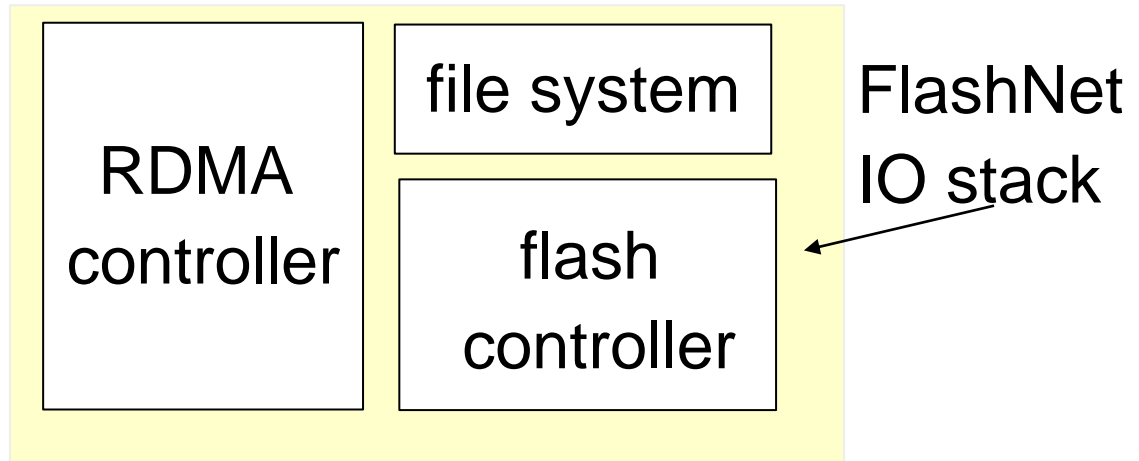 RDMA
controller
file system
flash
controller
FlashNet
IO stack